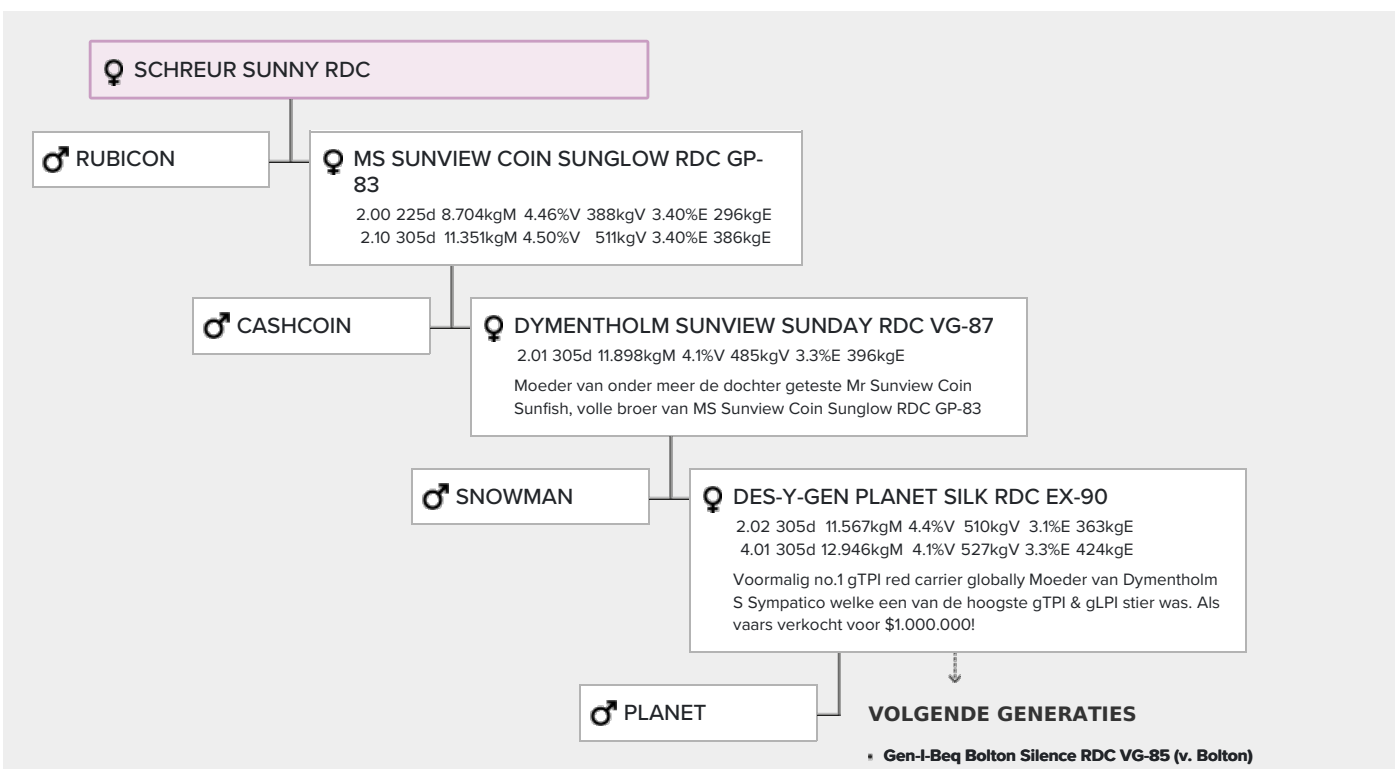 SCHREUR SUNNY RDC
RUBICON
MS SUNVIEW COIN SUNGLOW RDC GP-
83
2.00 225d 8.704kgM 4.46%V 388kgV 3.40%E 296kgE
2.10 305d 11.351kgM 4.50%V 511kgV 3.40%E 386kgE
CASHCOIN
DYMENTHOLM SUNVIEW SUNDAY RDC VG-87
2.01 305d 11.898kgM 4.1%V 485kgV 3.3%E 396kgE
Moeder van onder meer de dochter geteste Mr Sunview Coin
Sunfish, volle broer van MS Sunview Coin Sunglow RDC GP-83
SNOWMAN
DES-Y-GEN PLANET SILK RDC EX-90
2.02 305d 11.567kgM 4.4%V 510kgV 3.1%E 363kgE
4.01 305d 12.946kgM 4.1%V 527kgV 3.3%E 424kgE
Voormalig no.1 gTPI red carrier globally Moeder van Dymentholm
S Sympatico welke een van de hoogste gTPI & gLPI stier was. Als
vaars verkocht voor $1.000.000!
PLANET
VOLGENDE GENERATIES
▪ Gen-I-Beq Bolton Silence RDC VG-85 (v. Bolton)